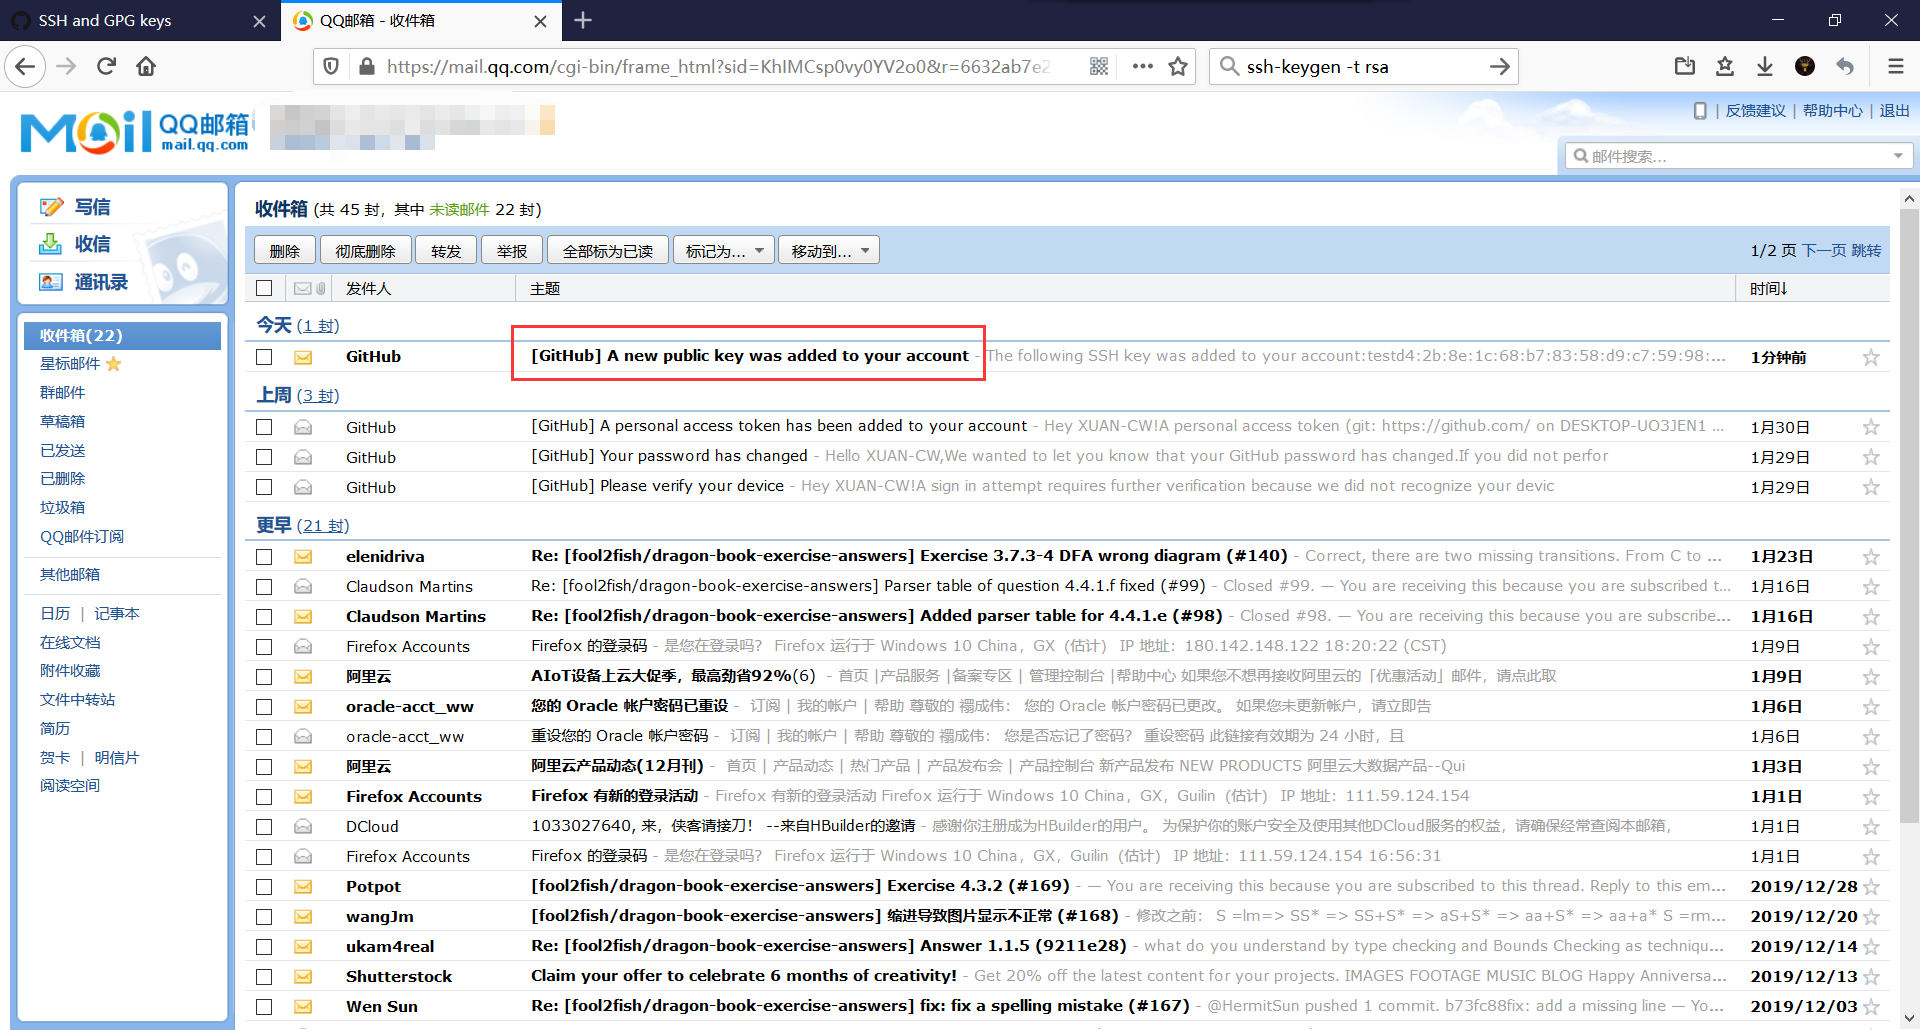 SSH and GPG keys
QQ邮箱 - 收件箱
https://mail.qq.com/cgi-bin/frame_html?sid=KhIMCsp0vy0YV2o0&r=6632ab7e2
ssh-keygen -t rsa
Mail QQ邮箱
mail.qq.com
反馈建议 | 帮助中心 | 退出
邮件搜索...
写信
收信
通讯录
收件箱(22)
星标邮件
群邮件
草稿箱
已发送
已删除
垃圾箱
QQ邮件订阅
其他邮箱
日历 | 记事本
在线文档
附件收藏
文件中转站
简历
贺卡 | 明信片
阅读空间
收件箱 (共 45 封，其中 未读邮件 22 封)
删除 彻底删除 转发 举报 全部标为已读 标记为... 移动到... 1/2 页 下一页 跳转
发件人 主题 时间↓
今天 (1 封)
GitHub [GitHub] A new public key was added to your account - The following SSH key was added to your account:testd4:2b:8e:1c:68:b7:83:58:d9:c7:59:98:... 1分钟前
上周 (3 封)
GitHub [GitHub] A personal access token has been added to your account - Hey XUAN-CW!A personal access token (git: https://github.com/ on DESKTOP-UO3JEN1 ... 1月30日
GitHub [GitHub] Your password has changed - Hello XUAN-CW,We wanted to let you know that your GitHub password has changed.If you did not perfor 1月29日
GitHub [GitHub] Please verify your device - Hey XUAN-CW!A sign in attempt requires further verification because we did not recognize your devic 1月29日
更早 (21 封)
elenidriva Re: [fool2fish/dragon-book-exercise-answers] Exercise 3.7.3-4 DFA wrong diagram (#140) - Correct, there are two missing transitions. From C to ... 1月23日
Claudson Martins Re: [fool2fish/dragon-book-exercise-answers] Parser table of question 4.4.1.f fixed (#99) - Closed #99. — You are receiving this because you are subscribed t... 1月16日
Claudson Martins Re: [fool2fish/dragon-book-exercise-answers] Added parser table for 4.4.1.e (#98) - Closed #98. — You are receiving this because you are subscribe... 1月16日
Firefox Accounts Firefox 的登录码 - 是您在登录吗？ Firefox 运行于 Windows 10 China，GX (估计) IP 地址：180.142.148.122 18:20:22 (CST) 1月9日
阿里云 AIoT设备上云大促季，最高劲省92%(6) - 首页 |产品服务 |备案专区 | 管理控制台 |帮助中心 如果您不想再接收阿里云的「优惠活动」邮件，请点此取 1月9日
oracle-acct_ww 您的 Oracle 帐户密码已重设 - 订阅 | 我的帐户 | 帮助 尊敬的 禤成伟： 您的 Oracle 帐户密码已更改。 如果您未更新帐户，请立即告 1月6日
oracle-acct_ww 重设您的 Oracle 帐户密码 - 订阅 | 我的帐户 | 帮助 尊敬的 禤成伟： 您是否忘记了密码？ 重设密码 此链接有效期为 24 小时，且 1月6日
阿里云 阿里云产品动态(12月刊) - 首页 | 产品动态 | 热门产品 | 产品发布会 | 产品控制台 新产品发布 NEW PRODUCTS 阿里云大数据产品--Qui 1月3日
Firefox Accounts Firefox 有新的登录活动 - Firefox 有新的登录活动 Firefox 运行于 Windows 10 China，GX，Guilin (估计) IP 地址：111.59.124.154 1月1日
DCloud 1033027640, 来，侠客请接刀！ --来自HBuilder的邀请 - 感谢你注册成为HBuilder的用户。 为保护你的账户安全及使用其他DCloud服务的权益，请确保经常查阅本邮箱， 1月1日
Firefox Accounts Firefox 的登录码 - 是您在登录吗？ Firefox 运行于 Windows 10 China，GX，Guilin (估计) IP 地址：111.59.124.154 16:56:31 1月1日
Potpot [fool2fish/dragon-book-exercise-answers] Exercise 4.3.2 (#169) - — You are receiving this because you are subscribed to this thread. Reply to this em... 2019/12/28
wangJm [fool2fish/dragon-book-exercise-answers] 缩进导致图片显示不正常 (#168) - 修改之前： S =lm=> SS* => SS+S* => aS+S* => aa+S* => aa+a* S =rm... 2019/12/20
ukam4real Re: [fool2fish/dragon-book-exercise-answers] Answer 1.1.5 (9211e28) - what do you understand by type checking and Bounds Checking as techniqu... 2019/12/14
Shutterstock Claim your offer to celebrate 6 months of creativity! - Get 20% off the latest content for your projects. IMAGES FOOTAGE MUSIC BLOG Happy Anniversa... 2019/12/13
Wen Sun Re: [fool2fish/dragon-book-exercise-answers] fix: fix a spelling mistake (#167) - @HermitSun pushed 1 commit. b73fc88fix: add a missing line — Yo... 2019/12/03